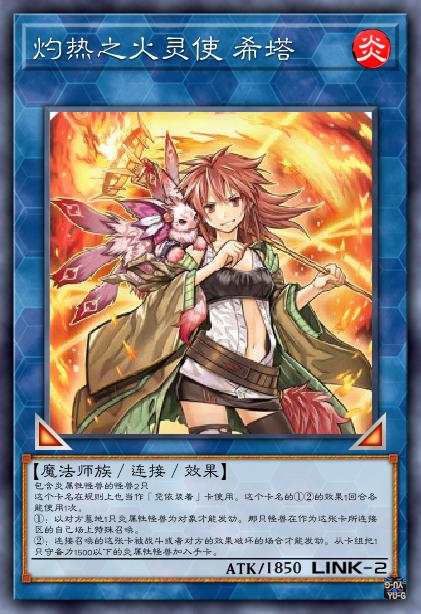 灼热之火灵使 希塔
炎
【魔法师族／连接／效果】
包含炎属性怪兽的怪兽2只
这个卡名在规则上也当作「凭依装着」卡使用。这个卡名的①②的效果1回合各
能使用1次。
①：以对方墓地1只炎属性怪兽为对象才能发动。那只怪兽在作为这张卡所连接
区的自己场上特殊召唤。
②：连接召唤的这张卡被战斗或者对方的效果破坏的场合才能发动。从卡组把1
只守备力1500以下的炎属性怪兽加入手卡。
ATK/1850 LINK-2